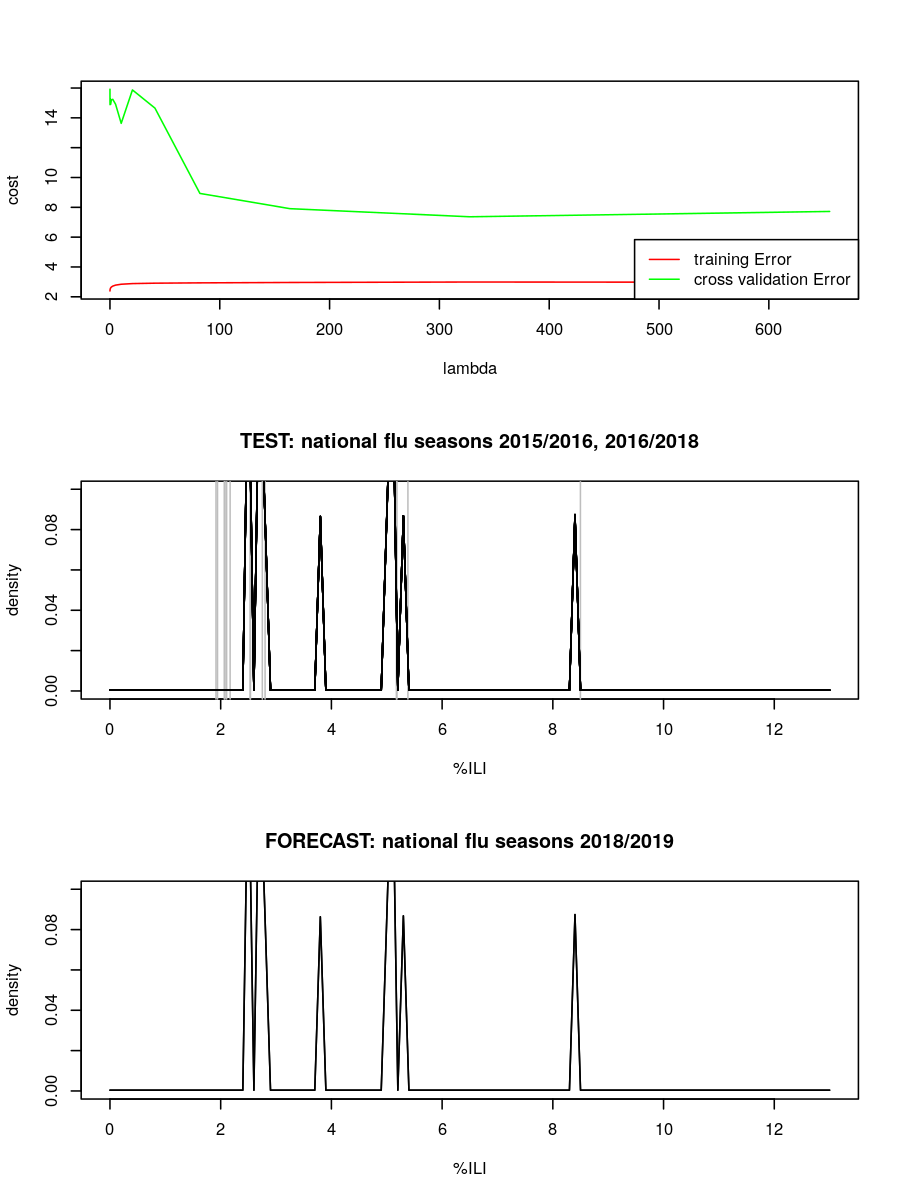 cost
14
10
8
6
4
2
training Error
cross validation Error
0 100 200 300 400 500 600
lambda
TEST: national flu seasons 2015/2016, 2016/2018
density
0.08
0.04
0.00
0 2 4 6 8 10 12
%ILI
FORECAST: national flu seasons 2018/2019
density
0.08
0.04
0.00
0 2 4 6 8 10 12
%ILI